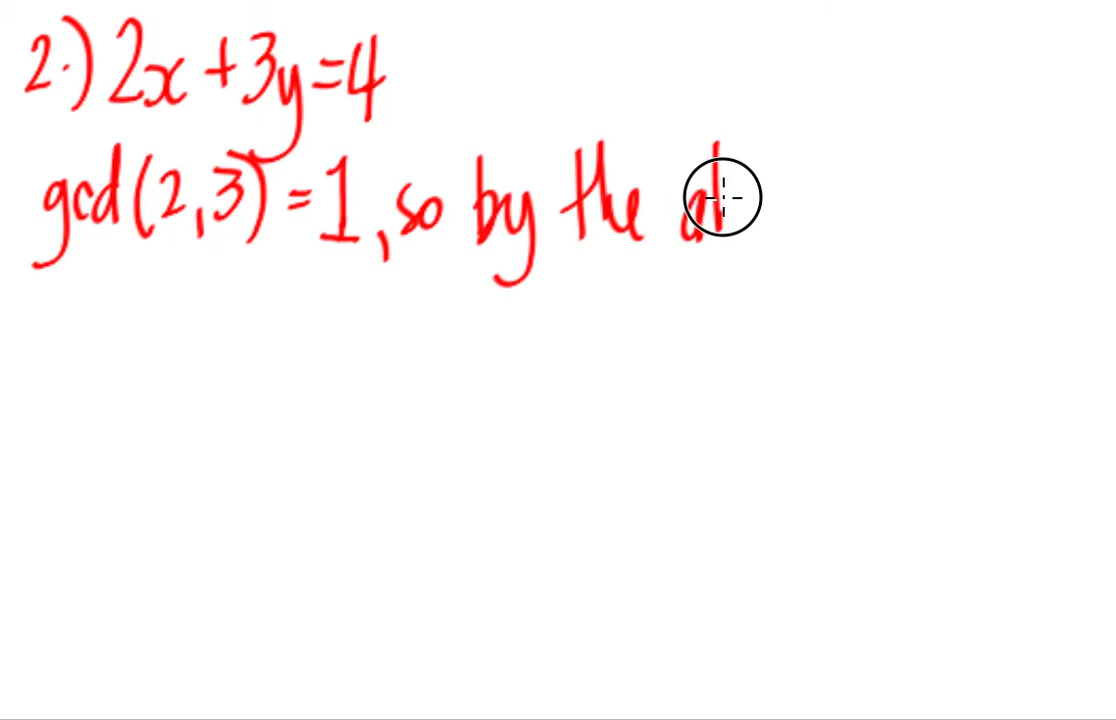 2.) 2x + 3y = 4
gcd(2,3) = 1, so by the